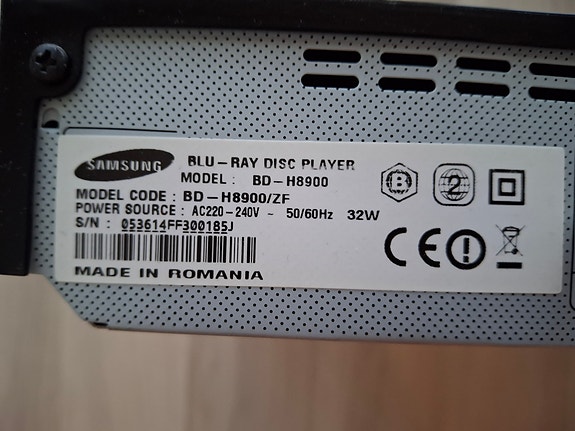 SAMSUNG
BLU-RAY DISC PLAYER
MODEL : BD-H8900
MODEL CODE : BD-H8900/ZF
POWER SOURCE : AC220-240V ~ 50/60Hz 32W
S/N : 053614FF300185J
MADE IN ROMANIA
B
2
CE